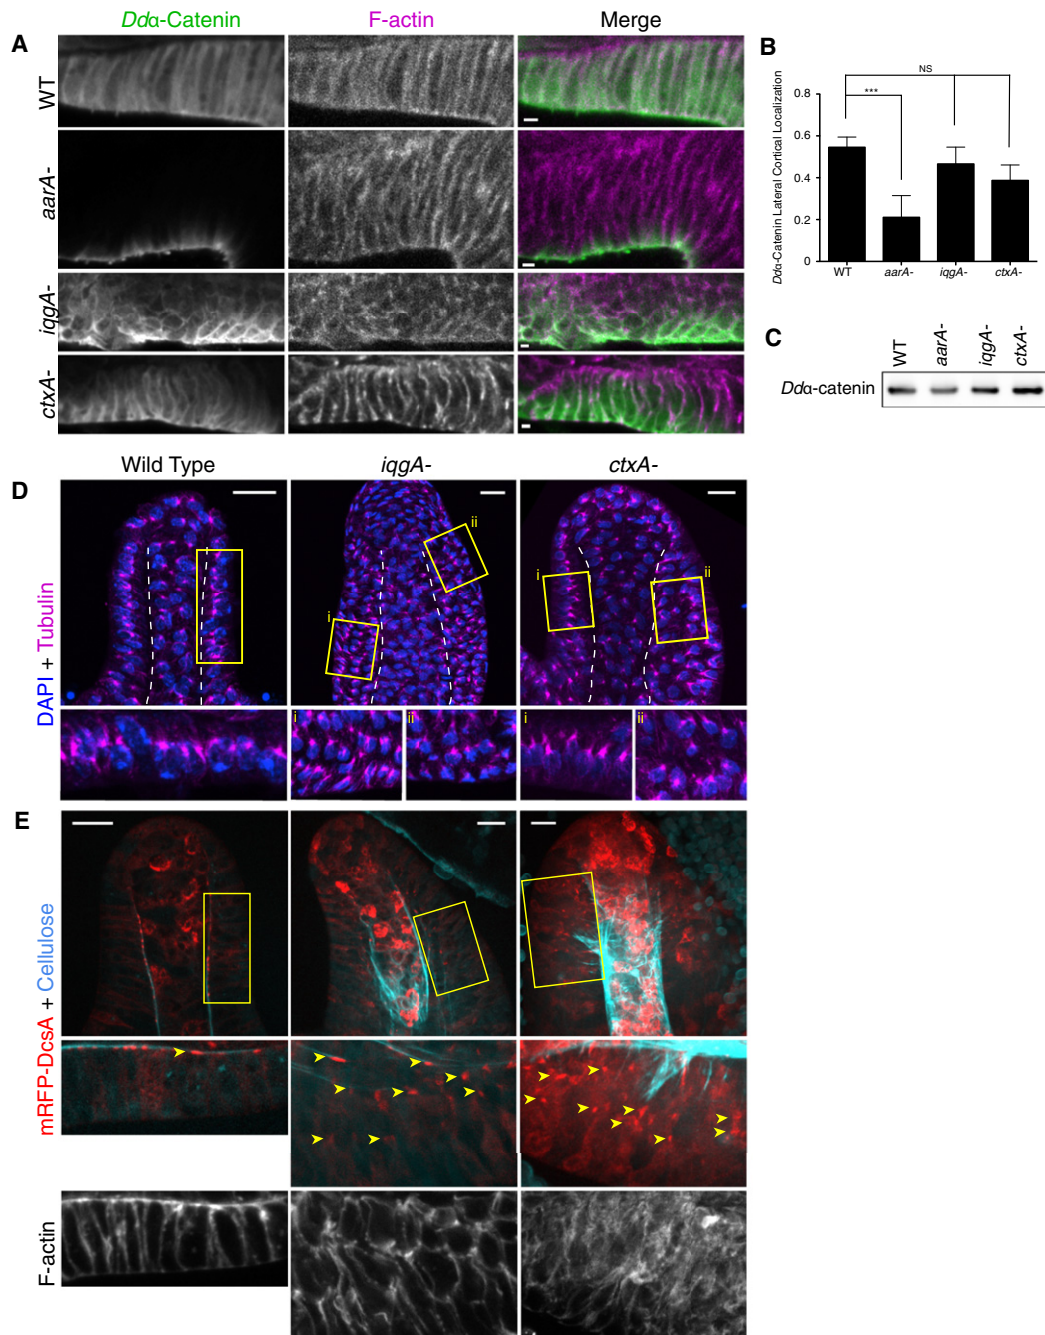 Ddα-Catenin F-actin Merge
A
WT
aarA-
iqgA-
ctxA-
B
NS
***
Ddα-Catenin Lateral Cortical Localization
0.8
0.6
0.4
0.2
0
WT aarA- iqgA- ctxA-
C
WT aarA- iqgA- ctxA-
Ddα-catenin
Wild Type iqgA- ctxA-
D
DAPI + Tubulin
i
ii
i
ii
i
ii
i
ii
E
mRFP-DcsA + Cellulose
F-actin